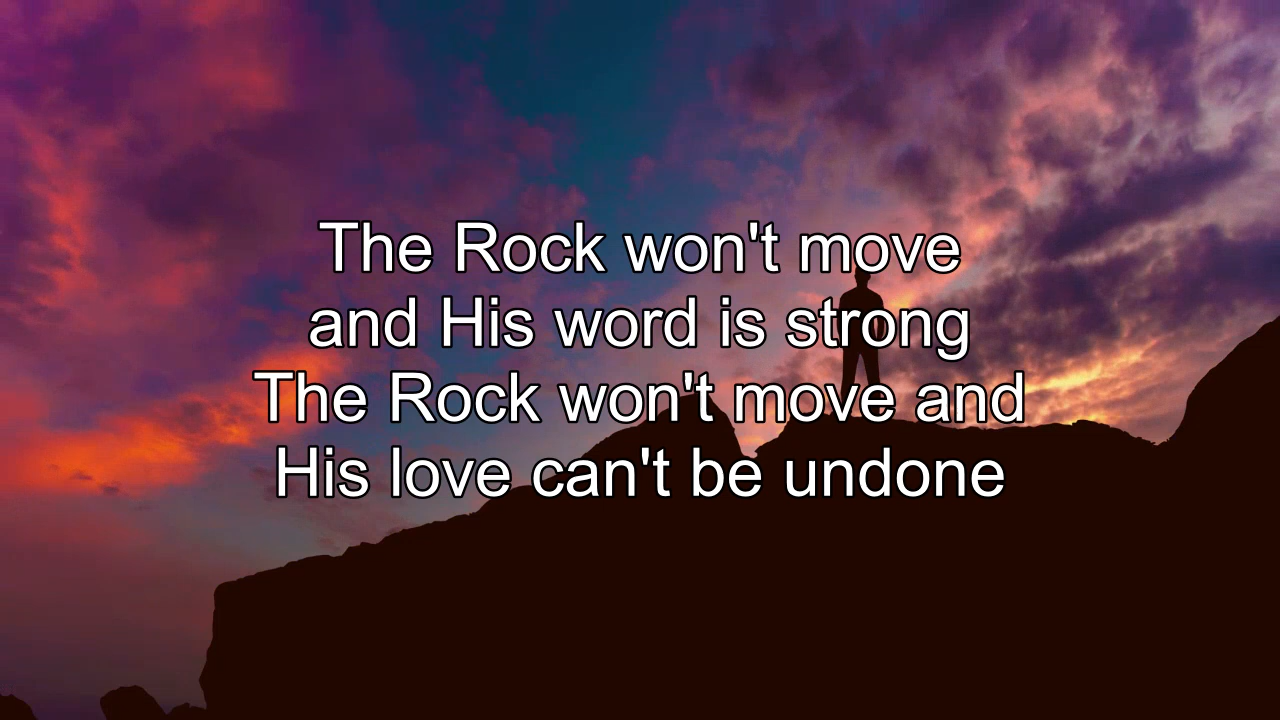 The Rock won't move
and His word is strong
The Rock won't move and
His love can't be undone